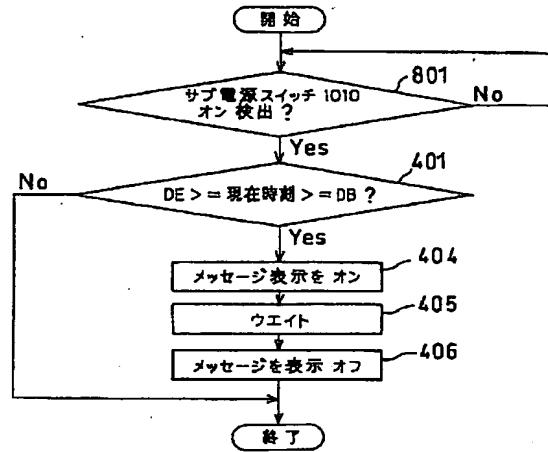 開始
サブ電源スイッチ 1010
オン 検出 ?
801
No
Yes
401
No
DE > = 現在時刻 > = DB ?
Yes
メッセージ表示を オン
404
ウエイト
405
メッセージを表示 オフ
406
終了